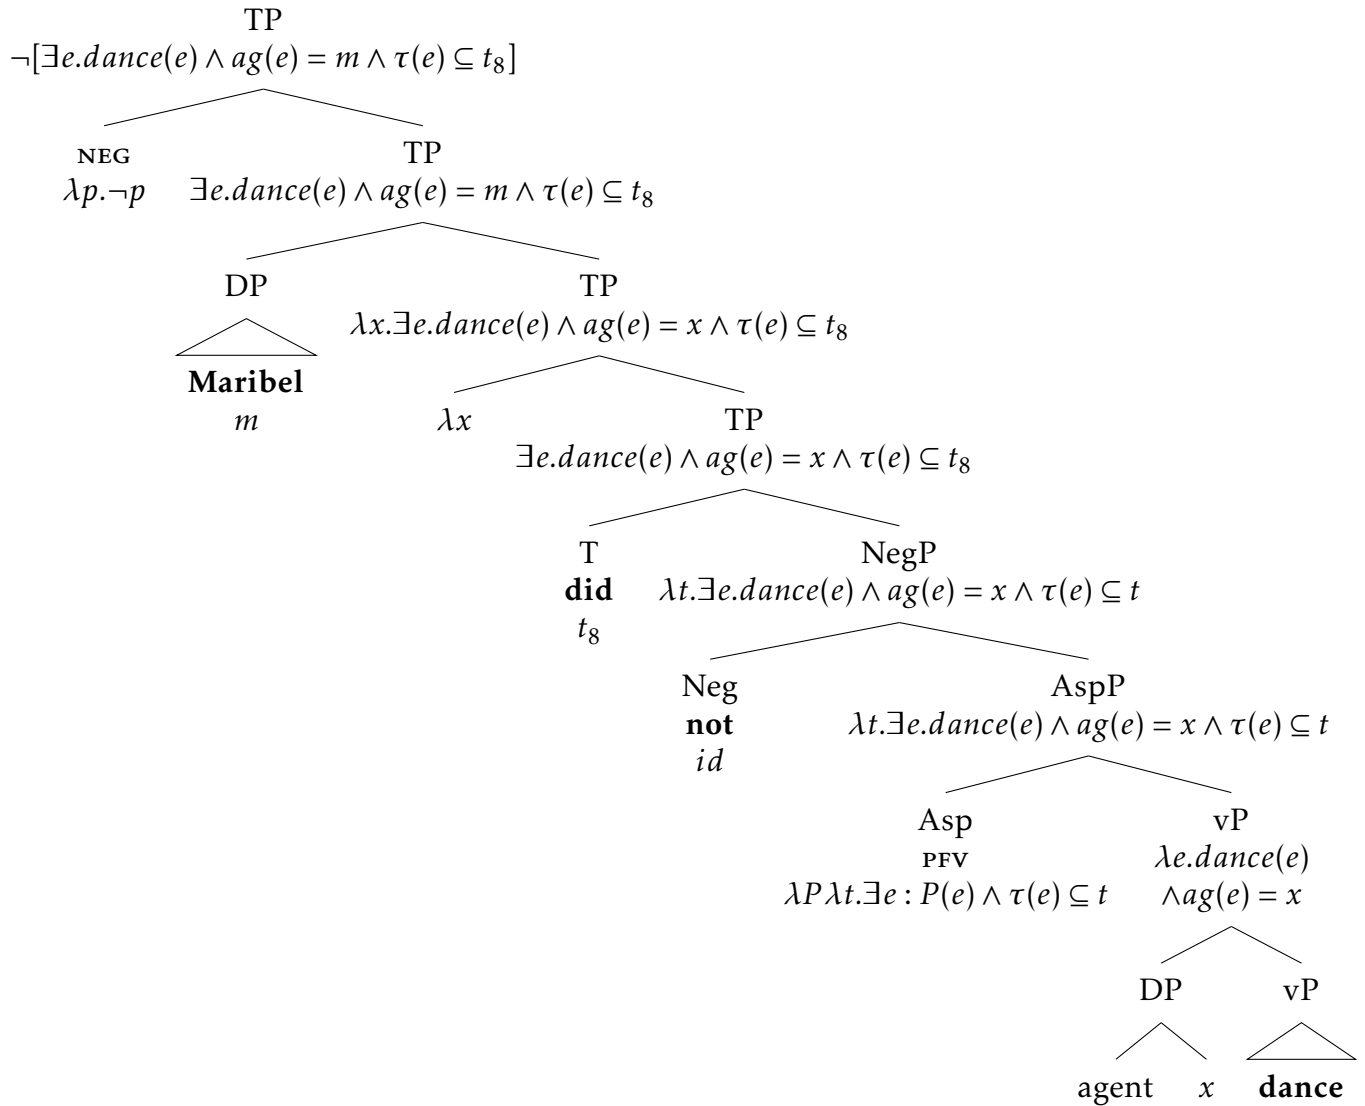 TP
¬[∃e.dance(e) ∧ ag(e) = m ∧ τ(e) ⊆ t₈]
NEG TP
λp.¬p ∃e.dance(e) ∧ ag(e) = m ∧ τ(e) ⊆ t₈
DP TP
λx.∃e.dance(e) ∧ ag(e) = x ∧ τ(e) ⊆ t₈
Maribel
m λx TP
∃e.dance(e) ∧ ag(e) = x ∧ τ(e) ⊆ t₈
T NegP
did λt.∃e.dance(e) ∧ ag(e) = x ∧ τ(e) ⊆ t
t₈
Neg AspP
not λt.∃e.dance(e) ∧ ag(e) = x ∧ τ(e) ⊆ t
id
Asp vP
PFV λe.dance(e)
λPλt.∃e : P(e) ∧ τ(e) ⊆ t ∧ag(e) = x
DP vP
agent x dance